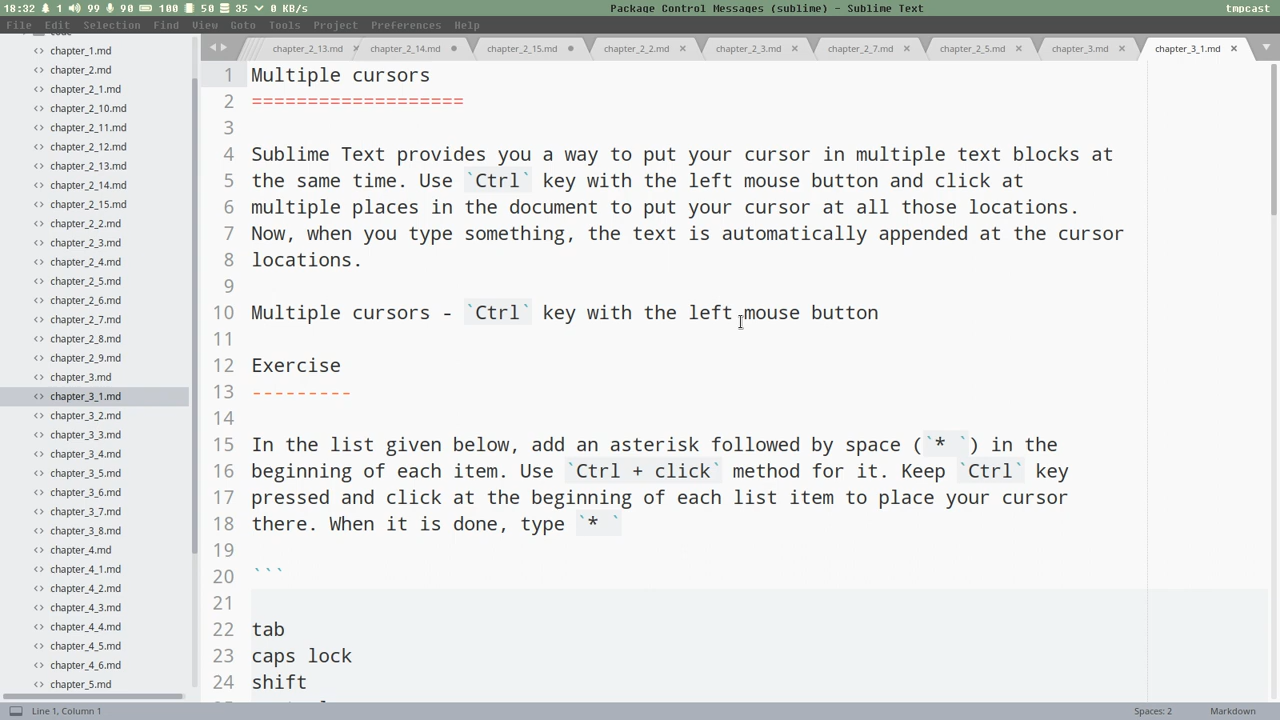 18:32 1 99 90 100 50 35 0 KB/s
Package Control Messages (sublime) - Sublime Text
tmpcast
File Edit Selection Find View Goto Tools Project Preferences Help
chapter_2_13.md × chapter_2_14.md chapter_2_15.md chapter_2_2.md × chapter_2_3.md × chapter_2_7.md × chapter_2_5.md × chapter_3.md × chapter_3_1.md ×
chapter_1.md
chapter_2.md
chapter_2_1.md
chapter_2_10.md
chapter_2_11.md
chapter_2_12.md
chapter_2_13.md
chapter_2_14.md
chapter_2_15.md
chapter_2_2.md
chapter_2_3.md
chapter_2_4.md
chapter_2_5.md
chapter_2_6.md
chapter_2_7.md
chapter_2_8.md
chapter_2_9.md
chapter_3.md
chapter_3_1.md
chapter_3_2.md
chapter_3_3.md
chapter_3_4.md
chapter_3_5.md
chapter_3_6.md
chapter_3_7.md
chapter_3_8.md
chapter_4.md
chapter_4_1.md
chapter_4_2.md
chapter_4_3.md
chapter_4_4.md
chapter_4_5.md
chapter_4_6.md
chapter_5.md
1 Multiple cursors
2 ===================
3
4 Sublime Text provides you a way to put your cursor in multiple text blocks at
5 the same time. Use `Ctrl` key with the left mouse button and click at
6 multiple places in the document to put your cursor at all those locations.
7 Now, when you type something, the text is automatically appended at the cursor
8 locations.
9
10 Multiple cursors - `Ctrl` key with the left mouse button
11
12 Exercise
13 ---------
14
15 In the list given below, add an asterisk followed by space (`* `) in the
16 beginning of each item. Use `Ctrl + click` method for it. Keep `Ctrl` key
17 pressed and click at the beginning of each list item to place your cursor
18 there. When it is done, type `* `
19
20 ```
21
22 tab
23 caps lock
24 shift
Line 1, Column 1
Spaces: 2
Markdown